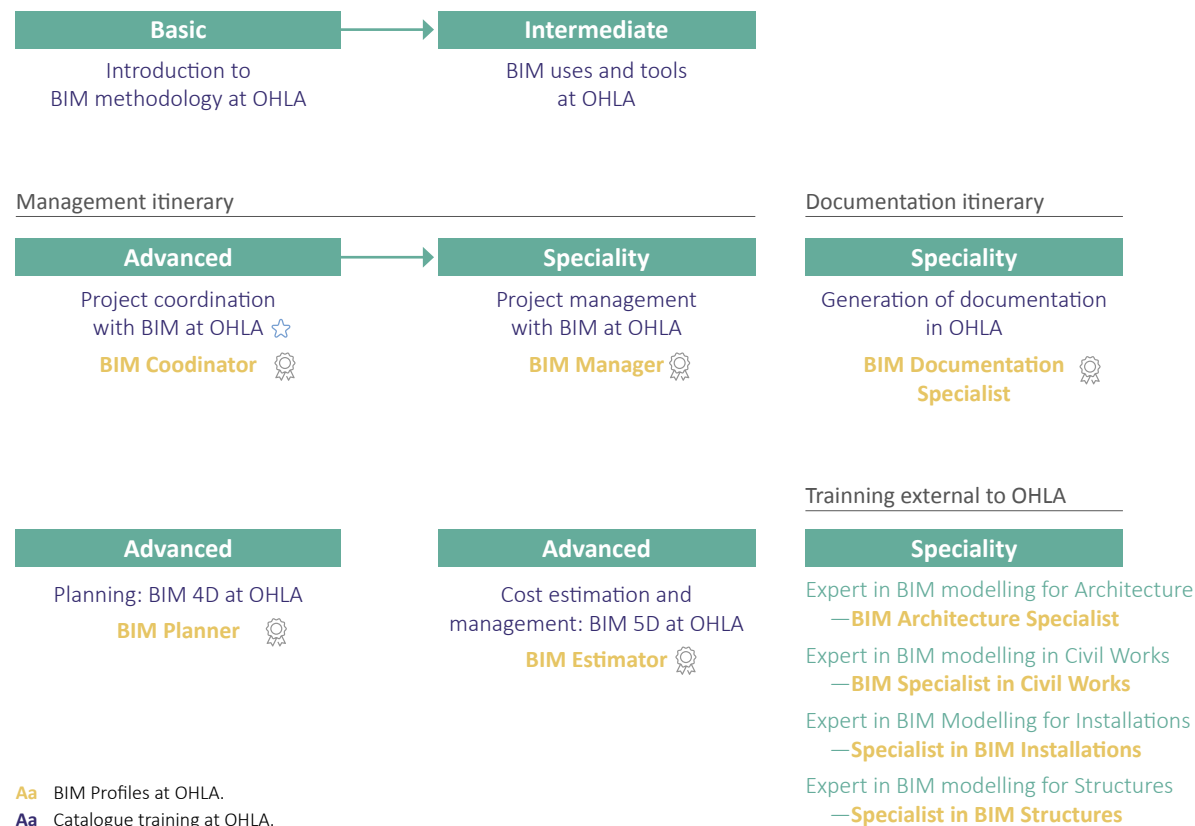 Basic
Intermediate
Introduction to
BIM methodology at OHLA
BIM uses and tools
at OHLA
Management itinerary
Documentation itinerary
Advanced
Speciality
Speciality
Project coordination
with BIM at OHLA
BIM Coodinator
Project management
with BIM at OHLA
BIM Manager
Generation of documentation
in OHLA
BIM Documentation
Specialist
Trainning external to OHLA
Advanced
Advanced
Speciality
Planning: BIM 4D at OHLA
BIM Planner
Cost estimation and
management: BIM 5D at OHLA
BIM Estimator
Expert in BIM modelling for Architecture
—BIM Architecture Specialist
Expert in BIM modelling in Civil Works
—BIM Specialist in Civil Works
Expert in BIM Modelling for Installations
—Specialist in BIM Installations
Expert in BIM modelling for Structures
—Specialist in BIM Structures
Aa BIM Profiles at OHLA.
Aa Catalogue training at OHLA.